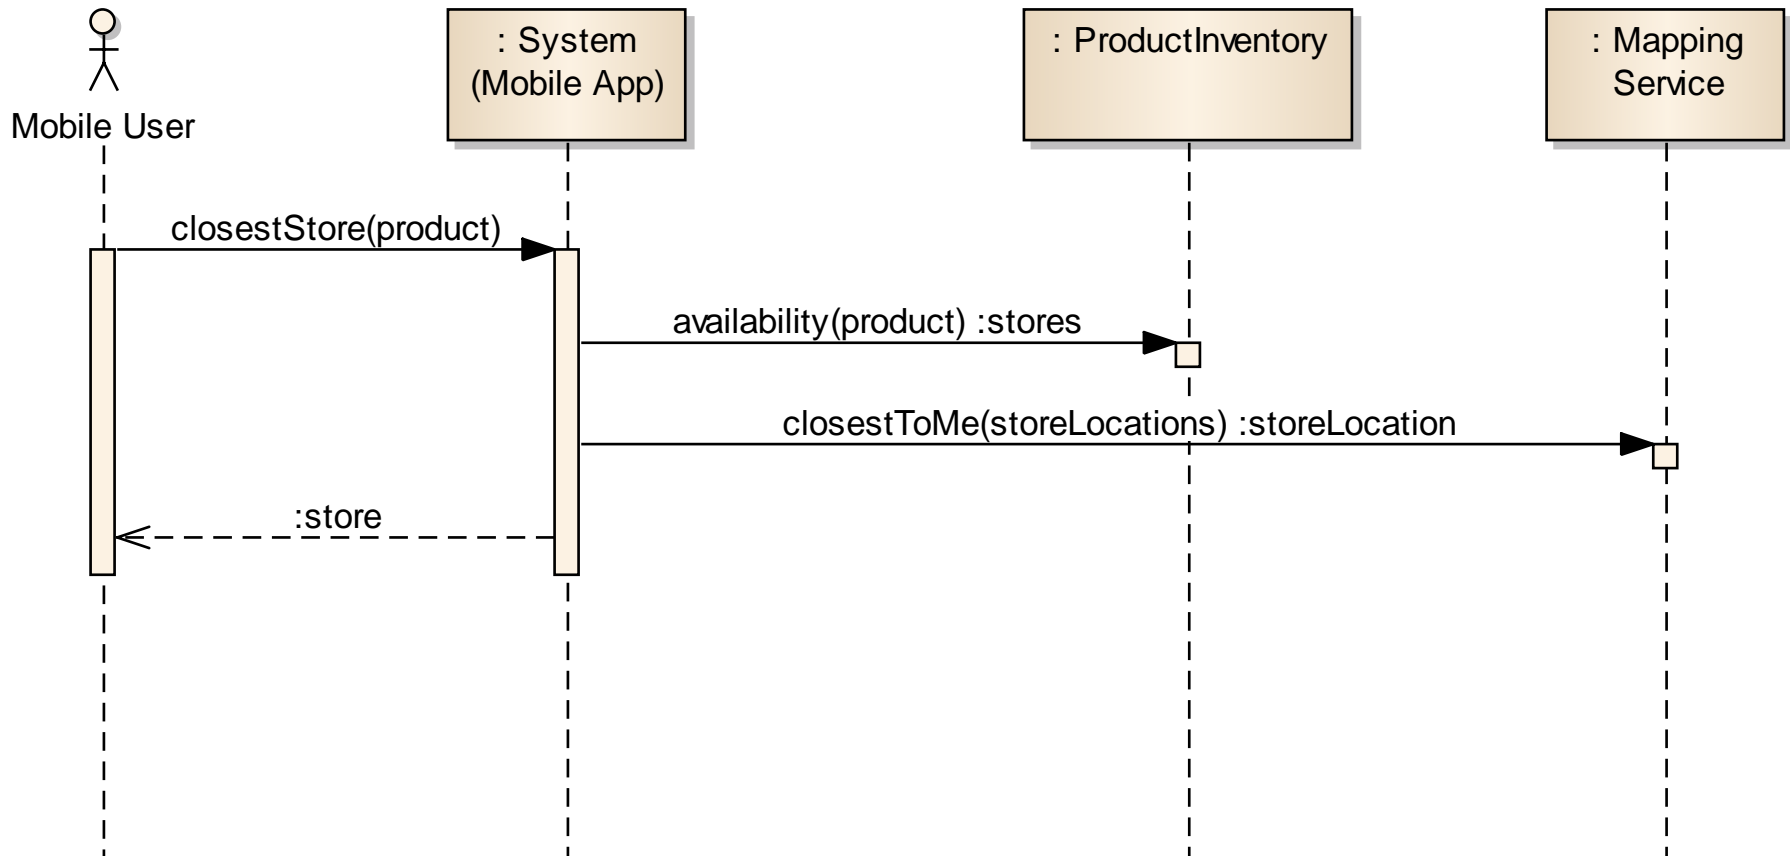 Mobile User
: System
(Mobile App)
: ProductInventory
: Mapping
Service
closestStore(product)
availability(product) :stores
closestToMe(storeLocations) :storeLocation
:store